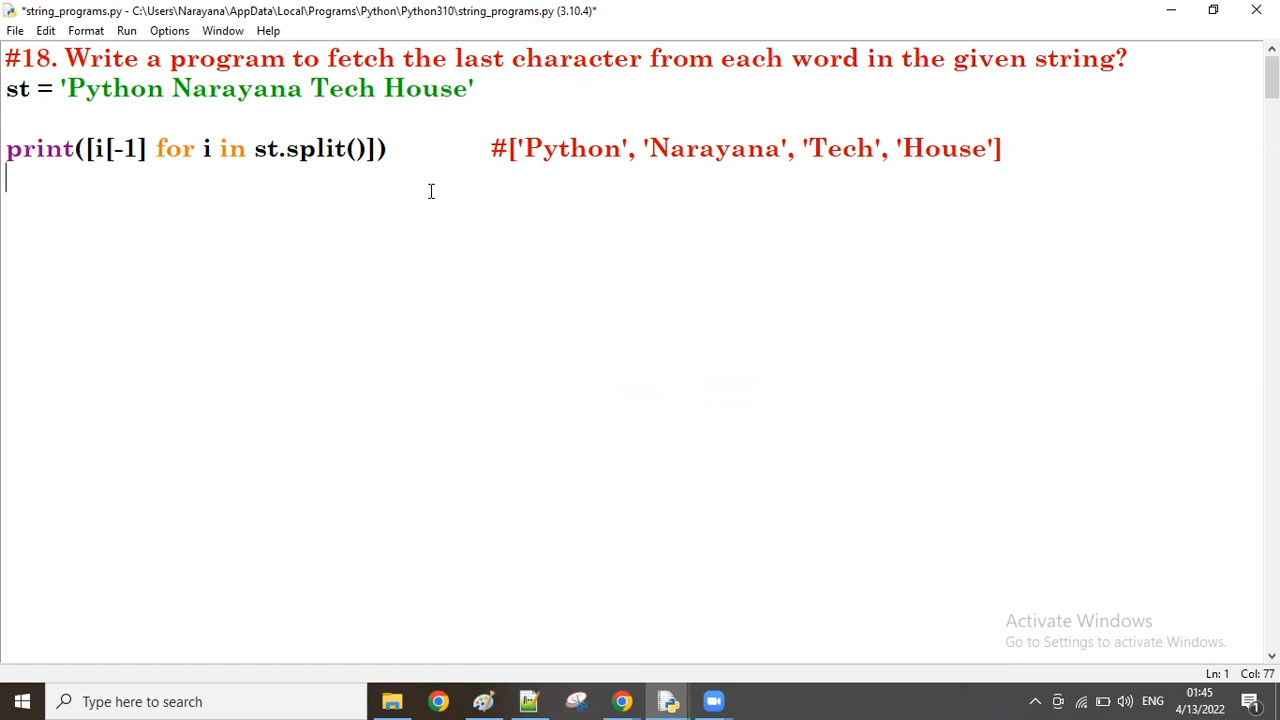 *string_programs.py - C:\Users\Narayana\AppData\Local\Programs\Python\Python310\string_programs.py (3.10.4)*
File Edit Format Run Options Window Help
#18. Write a program to fetch the last character from each word in the given string?
st = 'Python Narayana Tech House'
print([i[-1] for i in st.split()]) #['Python', 'Narayana', 'Tech', 'House']
Activate Windows
Go to Settings to activate Windows.
Ln: 1 Col: 77
Type here to search
ENG
01:45
4/13/2022
1